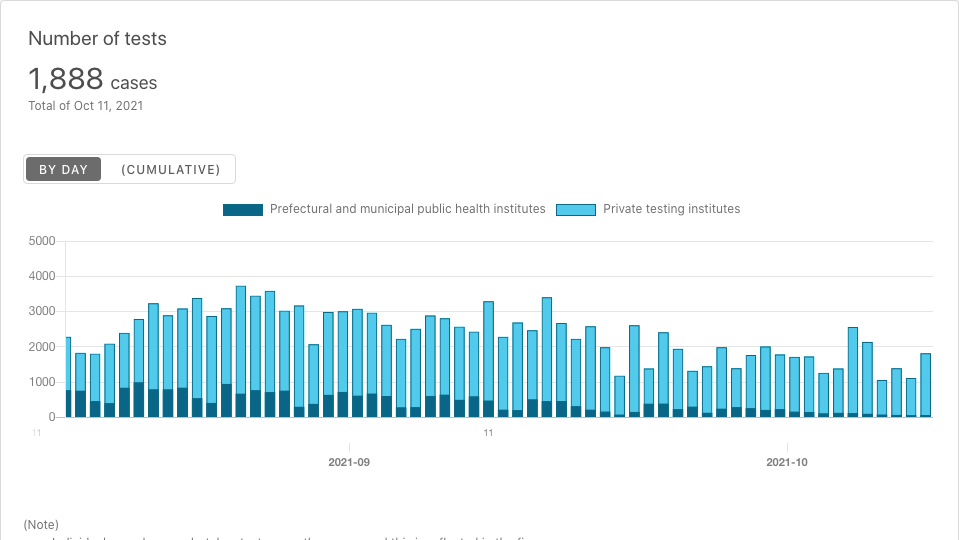 Number of tests
1,888 cases
Total of Oct 11, 2021
BY DAY (CUMULATIVE)
Prefectural and municipal public health institutes Private testing institutes
5000
4000
3000
2000
1000
0
11 11
2021-09 2021-10
(Note)